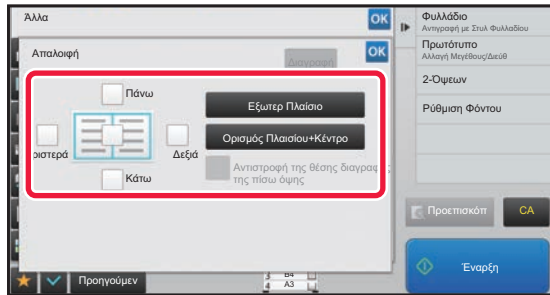 Άλλα
OK
Απαλοιφή
Διαγραφή
OK
Πάνω
ριστερά
Δεξιά
Κάτω
Εξωτερ Πλαίσιο
Ορισμός Πλαισίου+Κέντρο
Αντιστροφή της θέσης διαγραφ
της πίσω όψης
Φυλλάδιο
Αντιγραφή με Στυλ Φυλλαδίου
Πρωτότυπο
Αλλαγή Μεγέθους/Διεύθ
2-Όψεων
Ρύθμιση Φόντου
Προεπισκόπ
CA
Έναρξη
Προηγούμεν
3 B4
4 A3